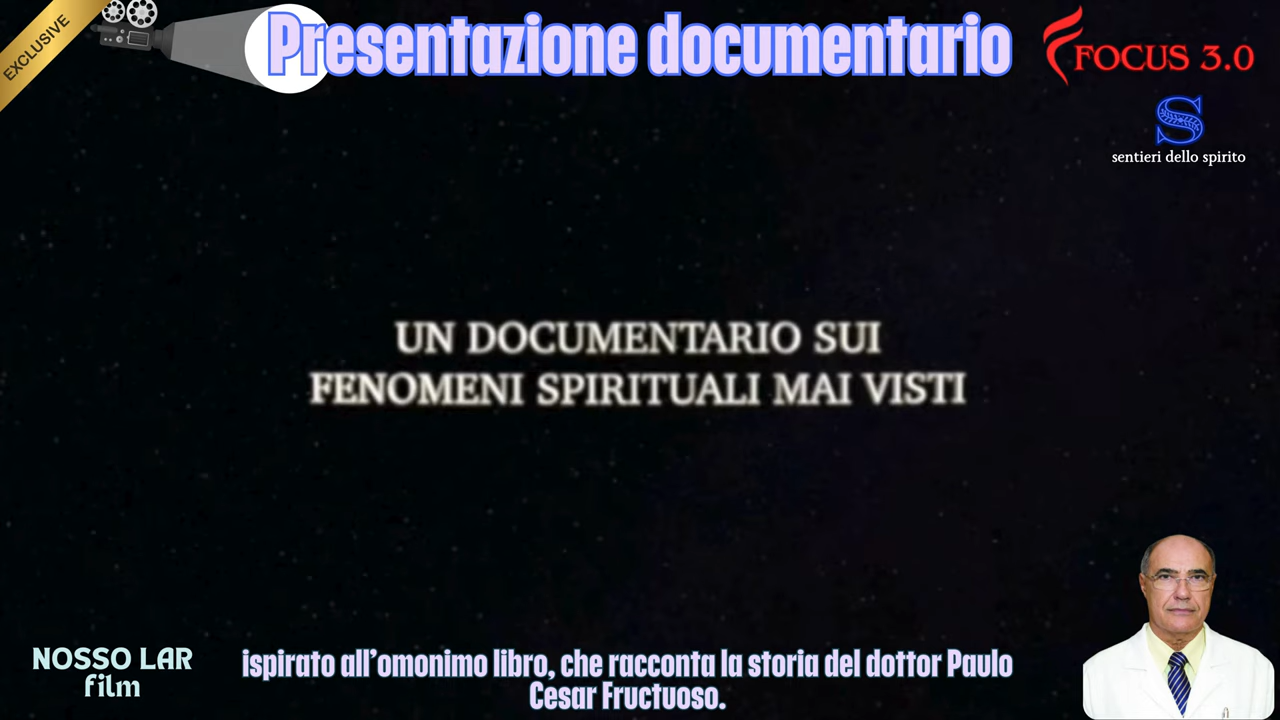 EXCLUSIVE
Presentazione documentario
FOCUS 3.0
S
sentieri dello spirito
UN DOCUMENTARIO SUI
FENOMENI SPIRITUALI MAI VISTI
NOSSO LAR
film
ispirato all'omonimo libro, che racconta la storia del dottor Paulo
Cesar Fructuoso.